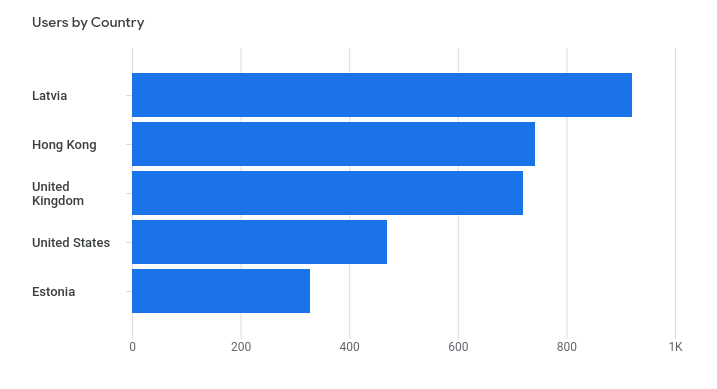 Users by Country
Latvia
Hong Kong
United
Kingdom
United States
Estonia
0 200 400 600 800 1K